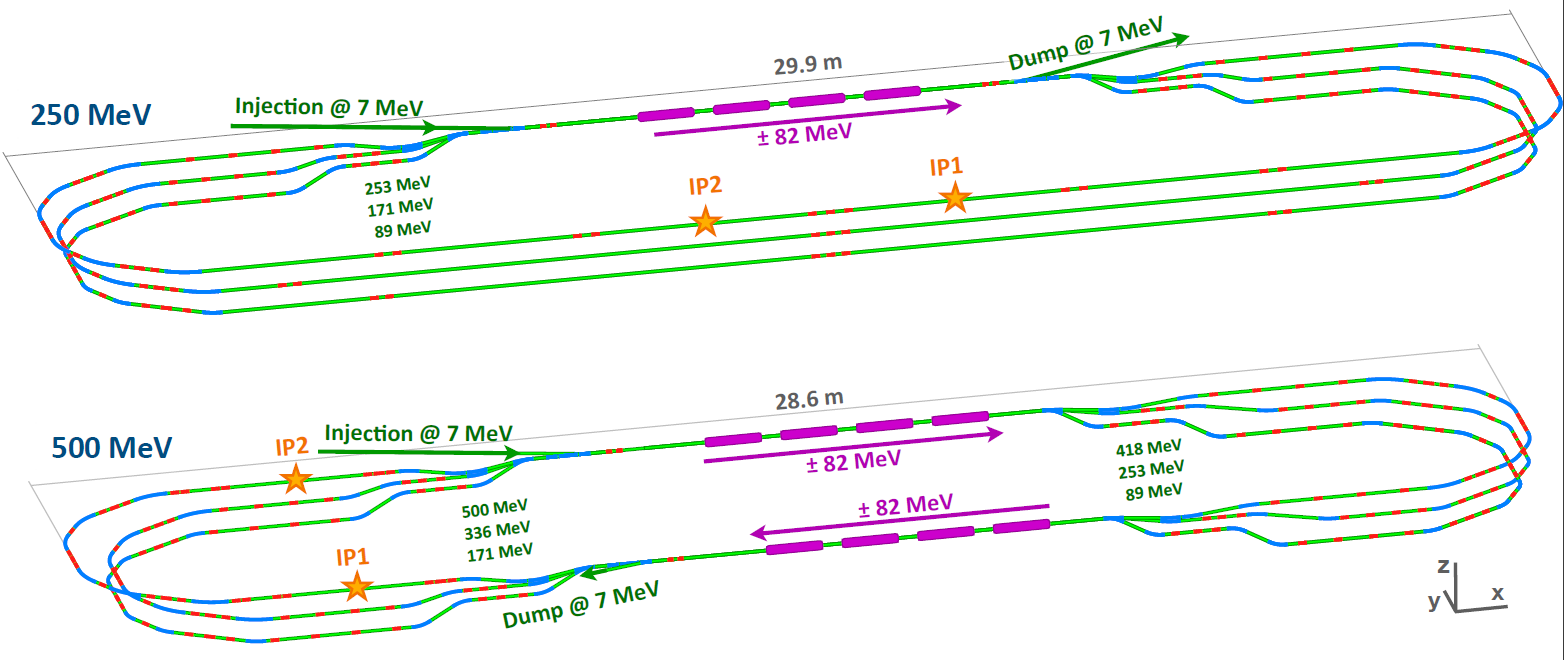 Dump @ 7 MeV
29.9 m
250 MeV
Injection @ 7 MeV
± 82 MeV
IP1
IP2
253 MeV
171 MeV
89 MeV
28.6 m
500 MeV
IP2
Injection @ 7 MeV
± 82 MeV
418 MeV
253 MeV
89 MeV
± 82 MeV
500 MeV
336 MeV
171 MeV
IP1
Dump @ 7 MeV
z
y
x